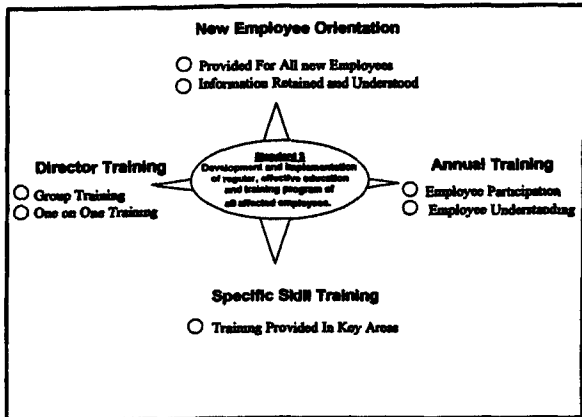 New Employee Orientation
Provided For All new Employees
Information Retained and Understood
Standard 3
Development and implementation
of regular, effective education
and training program of
all affected employees.
Director Training
Group Training
One on One Training
Annual Training
Employee Participation
Employee Understanding
Specific Skill Training
Training Provided In Key Areas